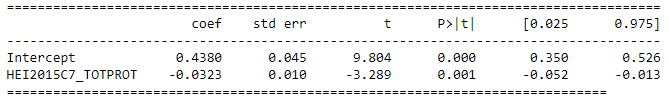 ==============================================================================
coef std err t P>|t| [0.025 0.975]
------------------------------------------------------------------------------
Intercept 0.4380 0.045 9.804 0.000 0.350 0.526
HEI2015C7_TOTPROT -0.0323 0.010 -3.289 0.001 -0.052 -0.013
==============================================================================